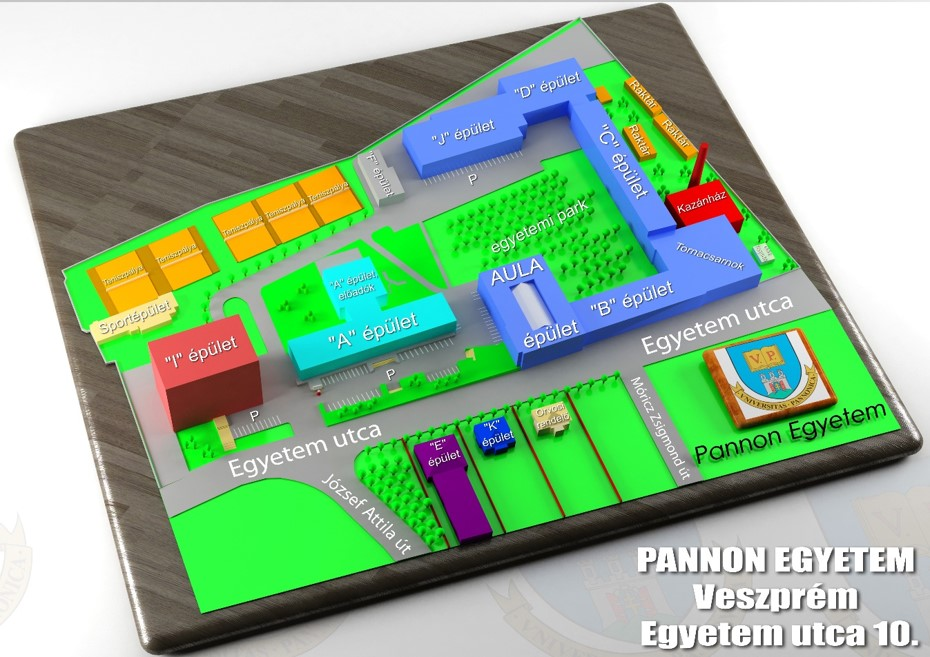 "D" épület
"J" épület
"C" épület
Raktár
Raktár
Raktár
"F" épület
P
Kazánház
Teniszpálya
Teniszpálya
Teniszpálya
Teniszpálya
Teniszpálya
egyetemi park
Tornacsarnok
"A" épület
előadók
AULA
épület
"B" épület
Sportépület
"I" épület
"A" épület
P
P
Egyetem utca
Egyetem utca
Móricz Zsigmond út
József Attila út
"E"
épület
"K"
épület
Orvosi
rendelő
V P
UNIVERSITAS PANNONICA
Pannon Egyetem
PANNON EGYETEM
Veszprém
Egyetem utca 10.